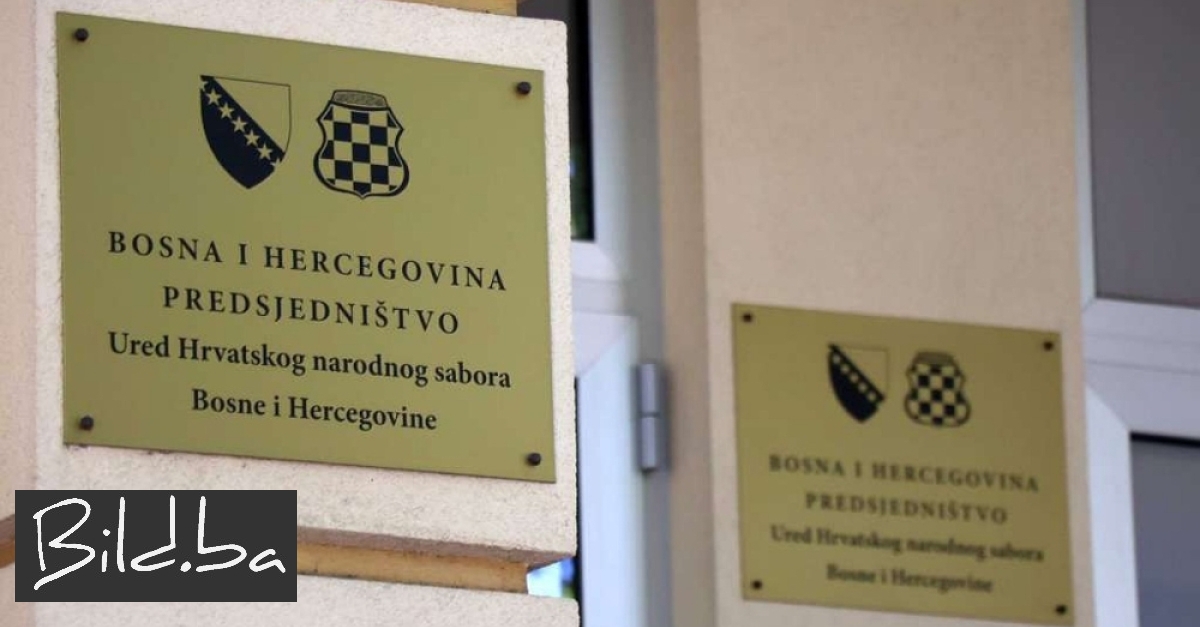 BOSNA I HERCEGOVINA
PREDSJEDNIŠTVO
Ured Hrvatskog narodnog sabora
Bosne i Hercegovine
BOSNA I HERCEGOVINA
PREDSJEDNIŠTVO
Ured Hrvatskog narodnog sabora
Bosne i Hercegovine
Bild.ba